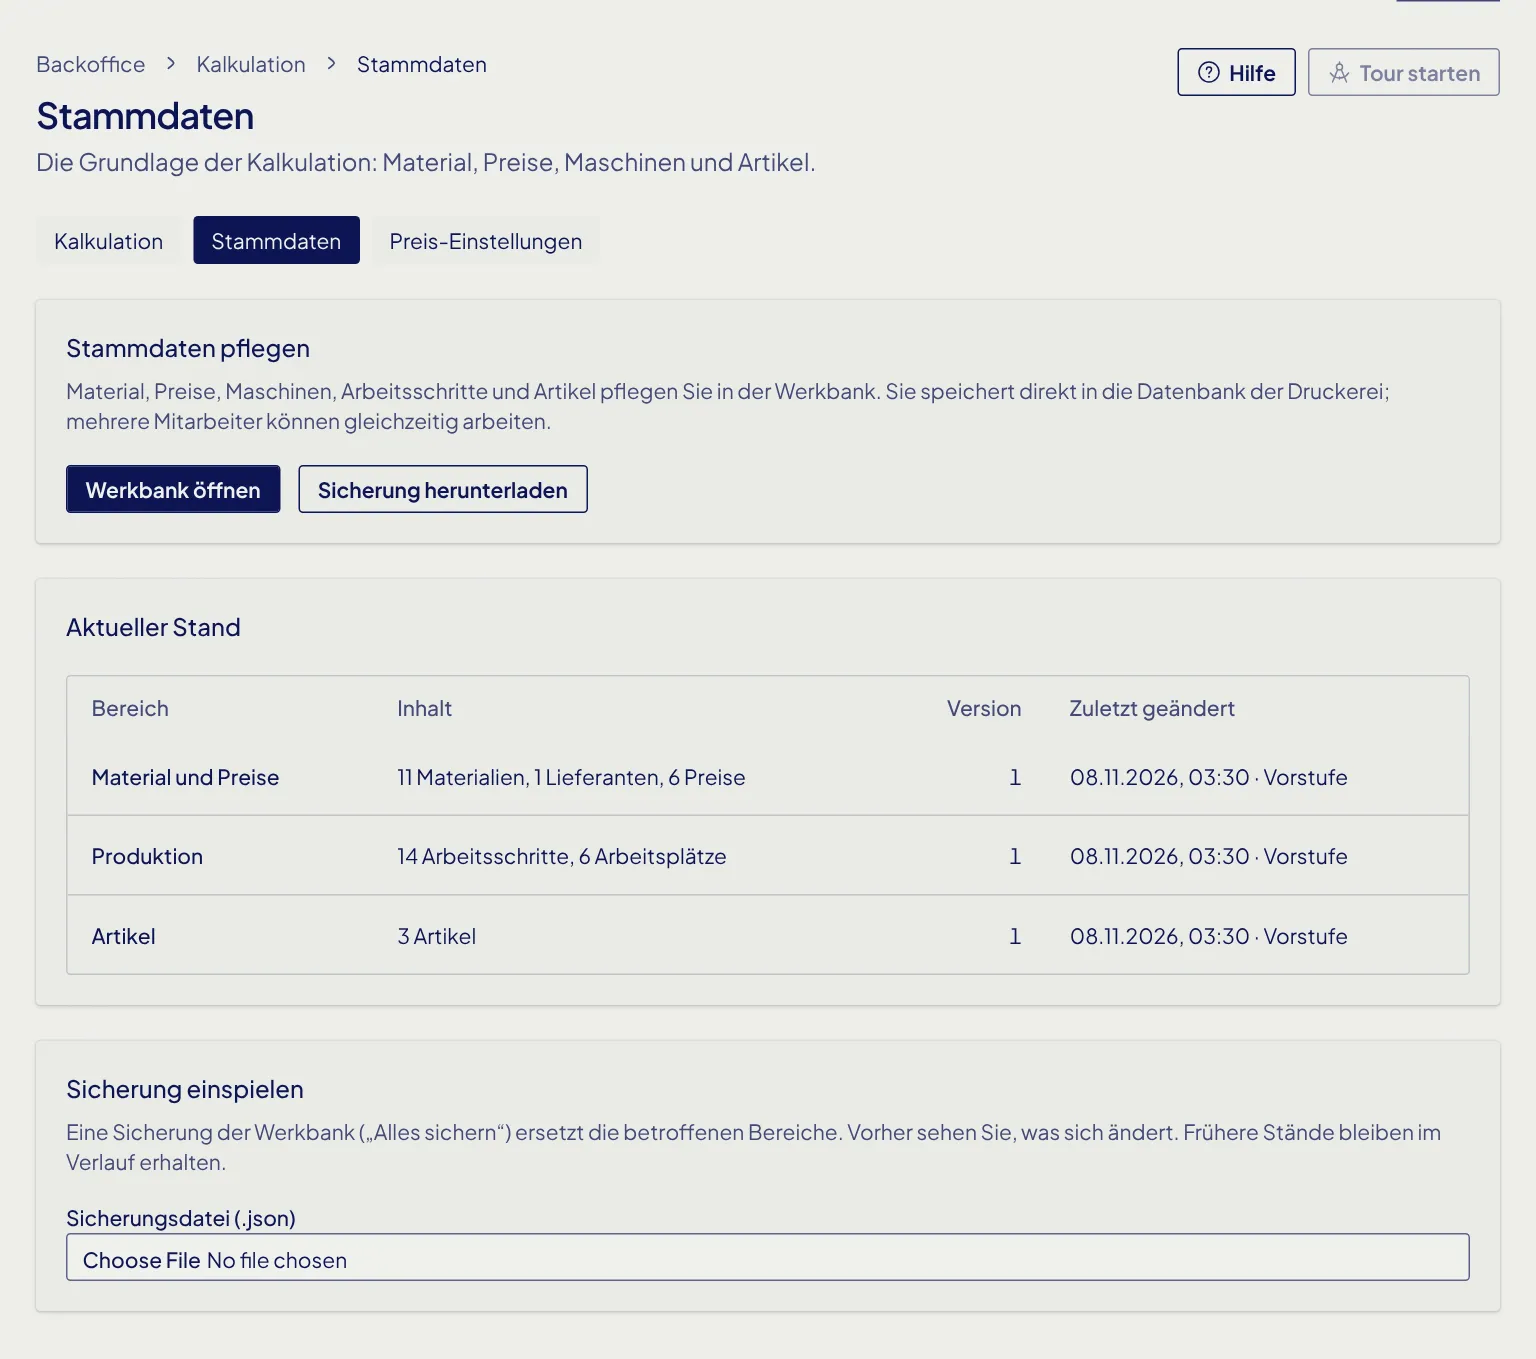 Backoffice > Kalkulation > Stammdaten
Hilfe
Tour starten
Stammdaten
Die Grundlage der Kalkulation: Material, Preise, Maschinen und Artikel.
Kalkulation Stammdaten Preis-Einstellungen
Stammdaten pflegen
Material, Preise, Maschinen, Arbeitsschritte und Artikel pflegen Sie in der Werkbank. Sie speichert direkt in die Datenbank der Druckerei;
mehrere Mitarbeiter können gleichzeitig arbeiten.
Werkbank öffnen Sicherung herunterladen
Aktueller Stand
Bereich Inhalt Version Zuletzt geändert
Material und Preise 11 Materialien, 1 Lieferanten, 6 Preise 1 08.11.2026, 03:30 · Vorstufe
Produktion 14 Arbeitsschritte, 6 Arbeitsplätze 1 08.11.2026, 03:30 · Vorstufe
Artikel 3 Artikel 1 08.11.2026, 03:30 · Vorstufe
Sicherung einspielen
Eine Sicherung der Werkbank („Alles sichern“) ersetzt die betroffenen Bereiche. Vorher sehen Sie, was sich ändert. Frühere Stände bleiben im
Verlauf erhalten.
Sicherungsdatei (.json)
Choose File No file chosen